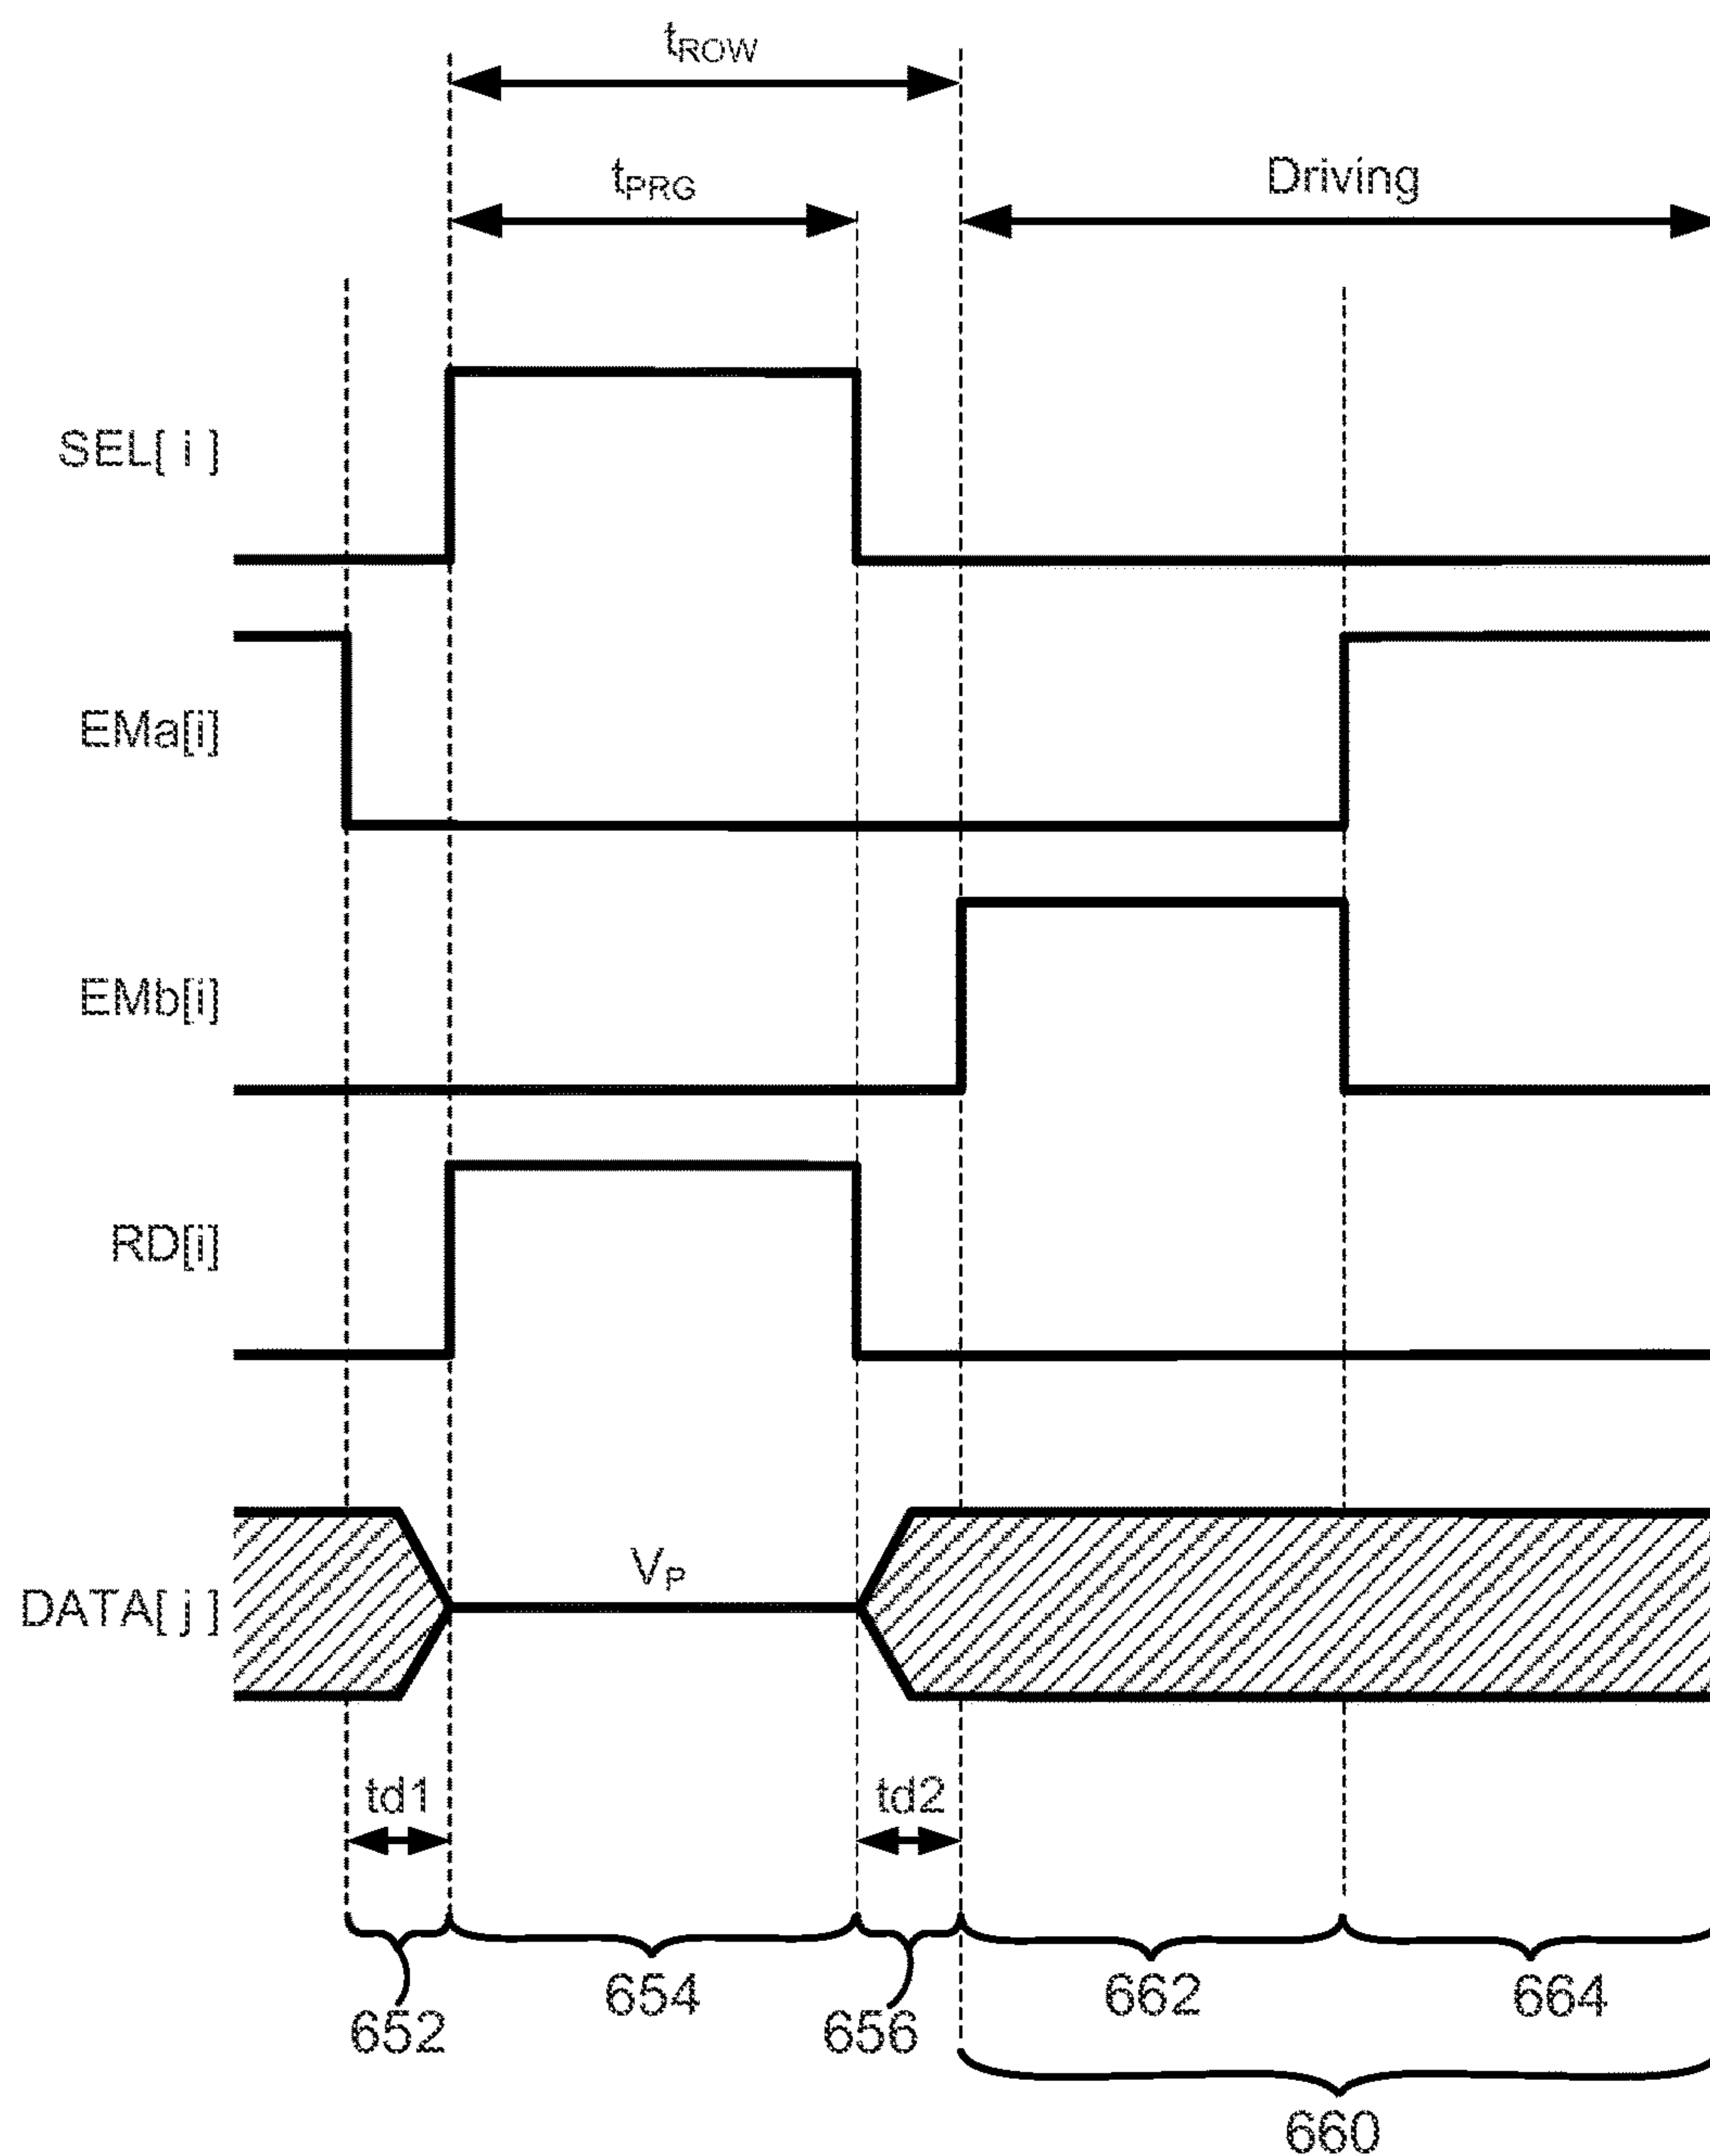 tROW
tPRG
Driving
SEL[ i ]
EMa[i]
EMb[i]
RD[i]
VP
DATA[ j ]
td1
td2
652
654
656
662
664
660